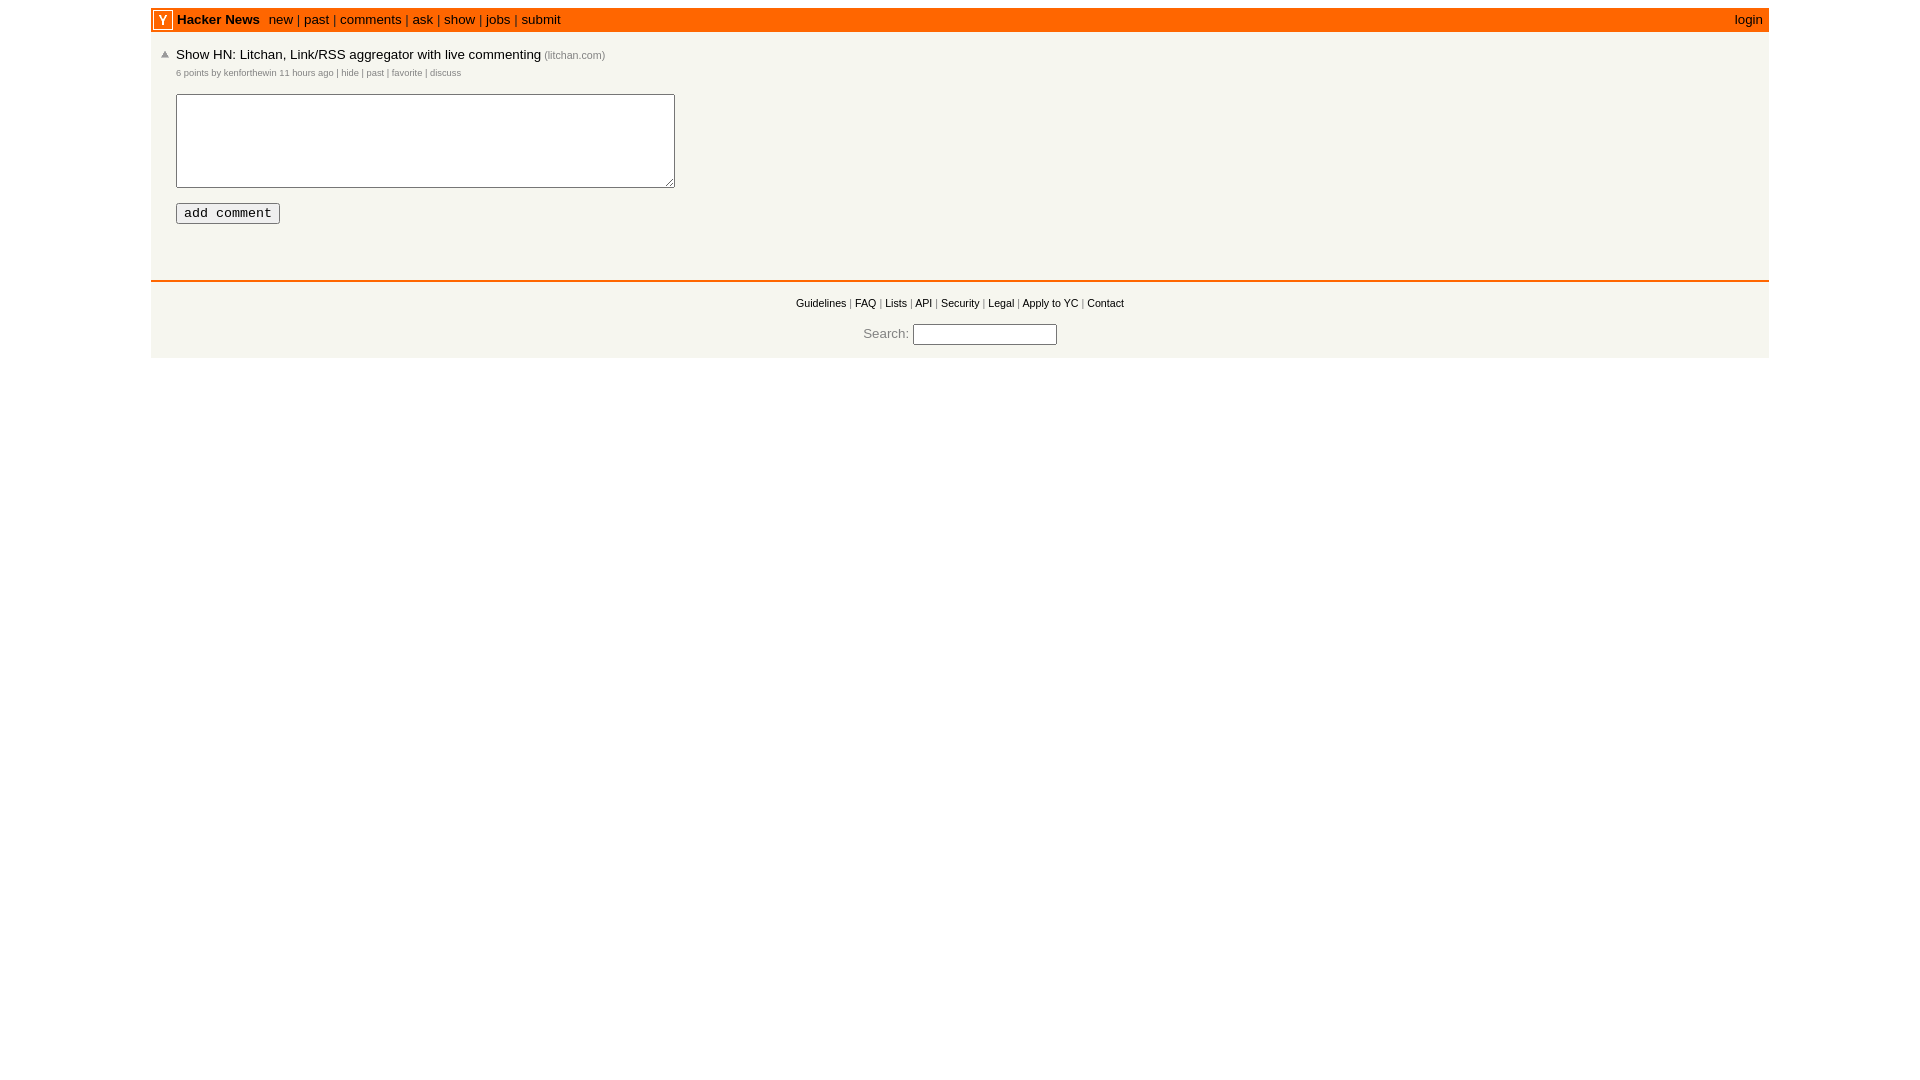 Y Hacker News new | past | comments | ask | show | jobs | submit login
Show HN: Litchan, Link/RSS aggregator with live commenting (litchan.com)
6 points by kenforthewin 11 hours ago | hide | past | favorite | discuss
add comment
Guidelines | FAQ | Lists | API | Security | Legal | Apply to YC | Contact
Search: